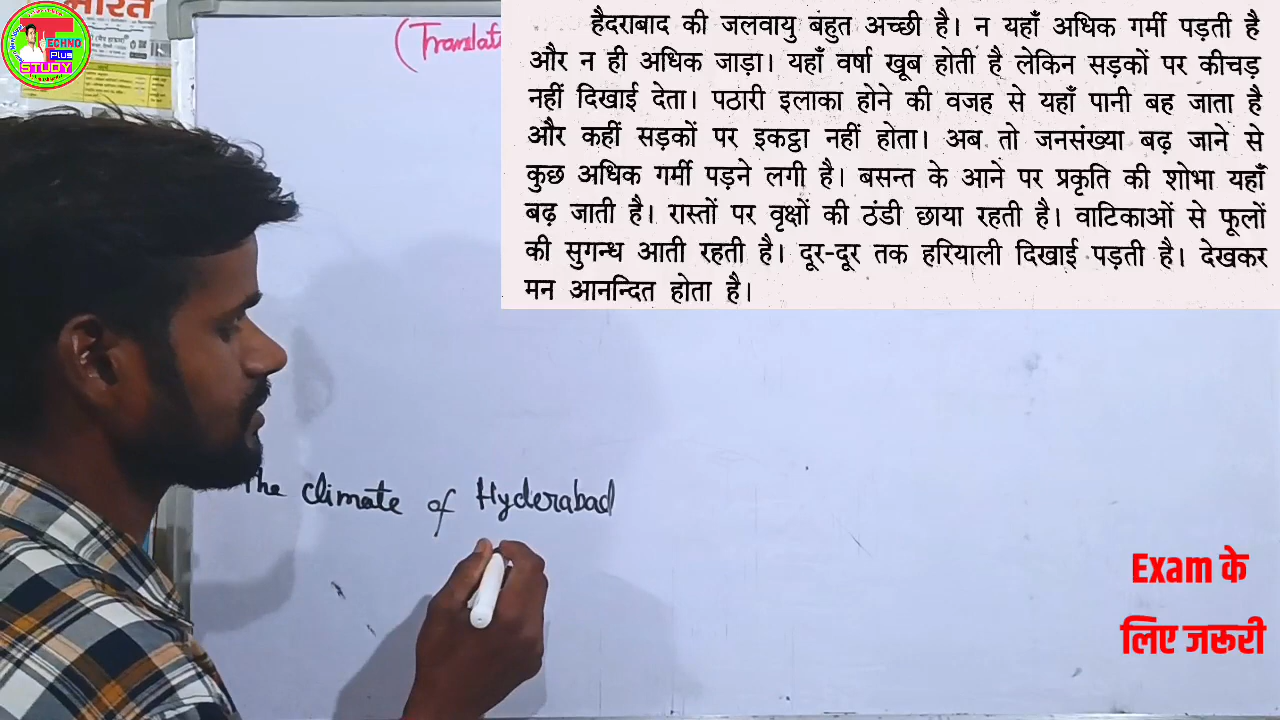 भारत
TECHNO
Plus
STUDY
(Translat
हैदराबाद की जलवायु बहुत अच्छी है। न यहाँ अधिक गर्मी पड़ती है
और न ही अधिक जाड़ा। यहाँ वर्षा खूब होती है लेकिन सड़कों पर कीचड़
नहीं दिखाई देता। पठारी इलाका होने की वजह से यहाँ पानी बह जाता है
और कहीं सड़कों पर इकट्ठा नहीं होता। अब तो जनसंख्या बढ़ जाने से
कुछ अधिक गर्मी पड़ने लगी है। बसन्त के आने पर प्रकृति की शोभा यहाँ
बढ़ जाती है। रास्तों पर वृक्षों की ठंडी छाया रहती है। वाटिकाओं से फूलों
की सुगन्ध आती रहती है। दूर-दूर तक हरियाली दिखाई पड़ती है। देखकर
मन आनन्दित होता है।
The climate of Hyderabad
Exam के
लिए जरूरी